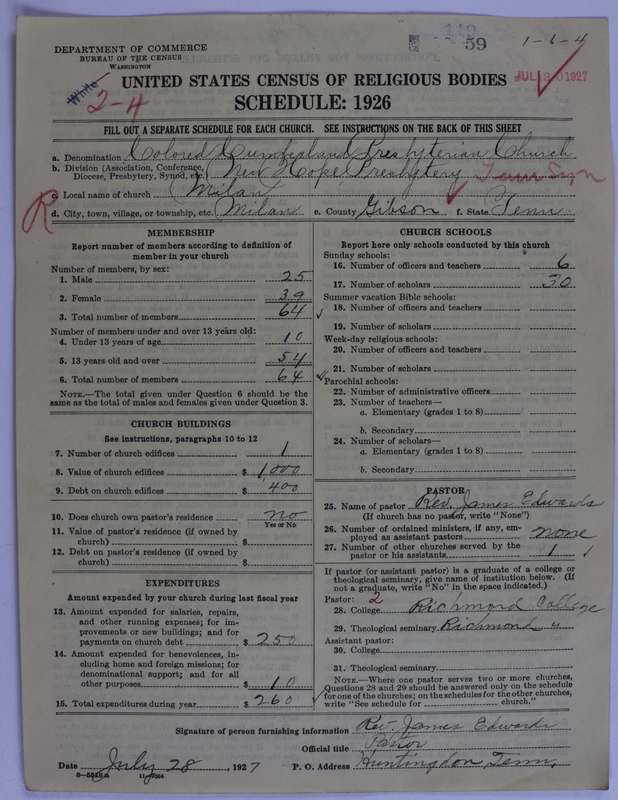 119
59
1-6-4
DEPARTMENT OF COMMERCE
BUREAU OF THE CENSUS
WASHINGTON
White
2-4
JUL 30 1927
UNITED STATES CENSUS OF RELIGIOUS BODIES
SCHEDULE: 1926
FILL OUT A SEPARATE SCHEDULE FOR EACH CHURCH. SEE INSTRUCTIONS ON THE BACK OF THIS SHEET
a. Denomination Colored Cumberland Presbyterian Church
b. Division (Association, Conference, Diocese, Presbytery, Synod, etc.) New Hope Presbytery Tenn Syn
c. Local name of church Milan
R
d. City, town, village, or township, etc. Milan e. County Gibson f. State Tenn
MEMBERSHIP
Report number of members according to definition of
member in your church
Number of members, by sex:
1. Male 25
2. Female 39
3. Total number of members 64
Number of members under and over 13 years old:
4. Under 13 years of age 10
5. 13 years old and over 54
6. Total number of members 64
NOTE.—The total given under Question 6 should be
same as the total of males and females given under Question 3.
CHURCH BUILDINGS
See instructions, paragraphs 10 to 12
7. Number of church edifices 1
8. Value of church edifices $ 1,000
9. Debt on church edifices $ 400
10. Does church own pastor's residence no
Yes or No
11. Value of pastor's residence (if owned by
church) $
12. Debt on pastor's residence (if owned by
church) $
EXPENDITURES
Amount expended by your church during last fiscal year
13. Amount expended for salaries, repairs,
and other running expenses; for im-
provements or new buildings; and for
payments on church debt $ 250
14. Amount expended for benevolences, in-
cluding home and foreign missions; for
denominational support; and for all
other purposes $ 10
15. Total expenditures during year $ 260
CHURCH SCHOOLS
Report here only schools conducted by this church
Sunday schools:
16. Number of officers and teachers 6
17. Number of scholars 30
Summer vacation Bible schools:
18. Number of officers and teachers
19. Number of scholars
Week-day religious schools:
20. Number of officers and teachers
21. Number of scholars
Parochial schools:
22. Number of administrative officers
23. Number of teachers—
a. Elementary (grades 1 to 8)
b. Secondary
24. Number of scholars—
a. Elementary (grades 1 to 8)
b. Secondary
PASTOR
25. Name of pastor Rev. James Edwards
(If church has no pastor, write "None")
26. Number of ordained ministers, if any, em-
ployed as assistant pastors none
27. Number of other churches served by the
pastor or his assistants 1
If pastor (or assistant pastor) is a graduate of a college or
theological seminary, give name of institution below. (If
not a graduate, write "No" in the space indicated.)
Pastor: 2
28. College Richmond College
29. Theological seminary Richmond "
Assistant pastor:
30. College
31. Theological seminary
NOTE.—Where one pastor serves two or more churches,
Questions 28 and 29 should be answered only on the schedule
for one of the churches; on the schedules for the other churches,
write "See schedule for church."
Signature of person furnishing information Rev. James Edwards
Official title Pastor
Date July 28, 1927 P. O. Address Huntingdon, Tenn,